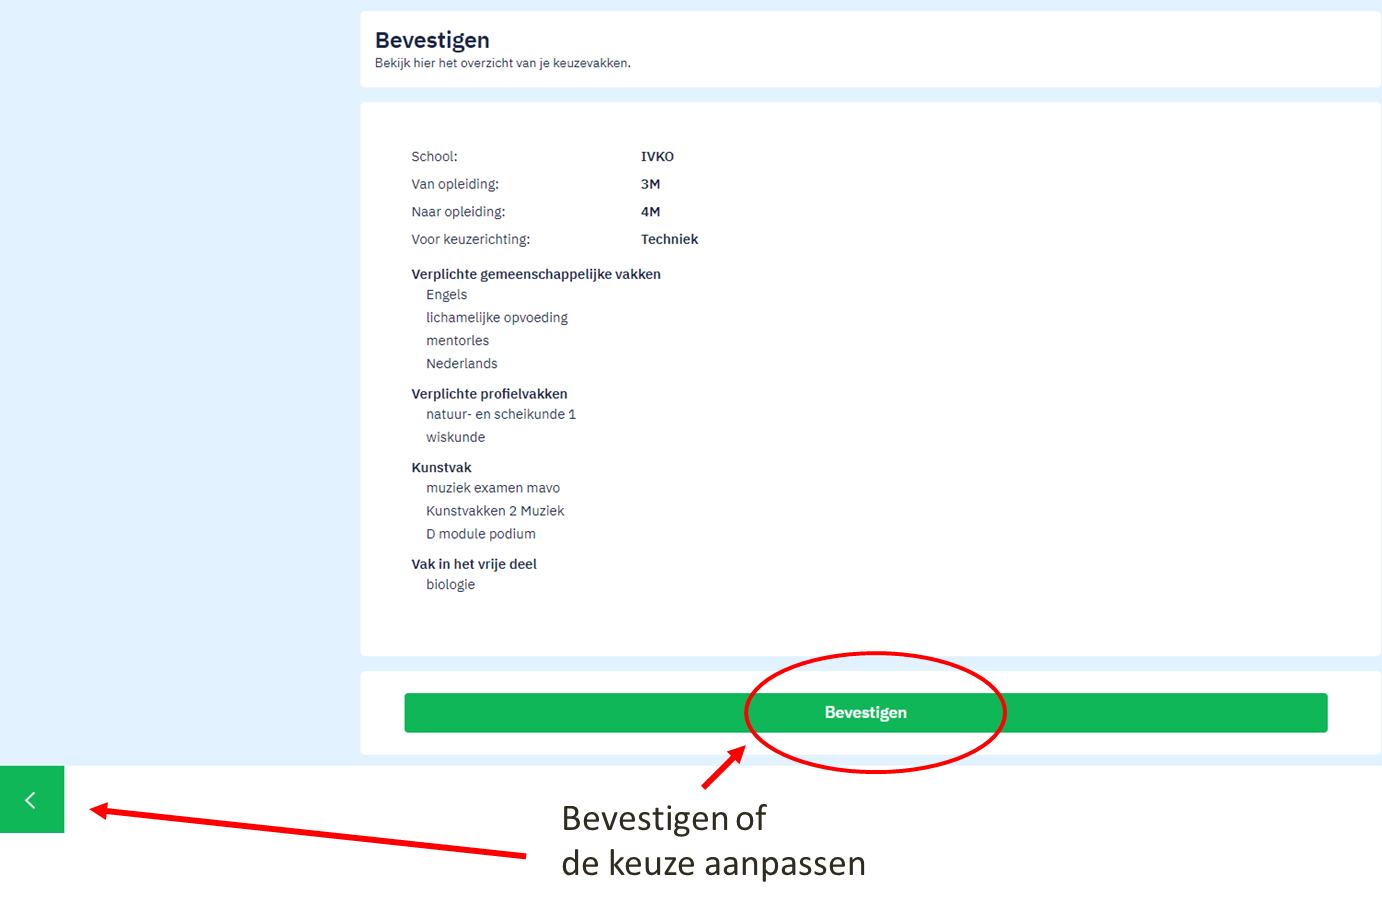 Bevestigen
Bekijk hier het overzicht van je keuzevakken.
School: IVKO
Van opleiding: 3M
Naar opleiding: 4M
Voor keuzerichting: Techniek
Verplichte gemeenschappelijke vakken
Engels
lichamelijke opvoeding
mentorles
Nederlands
Verplichte profielvakken
natuur- en scheikunde 1
wiskunde
Kunstvak
muziek examen mavo
Kunstvakken 2 Muziek
D module podium
Vak in het vrije deel
biologie
Bevestigen
Bevestigen of
de keuze aanpassen